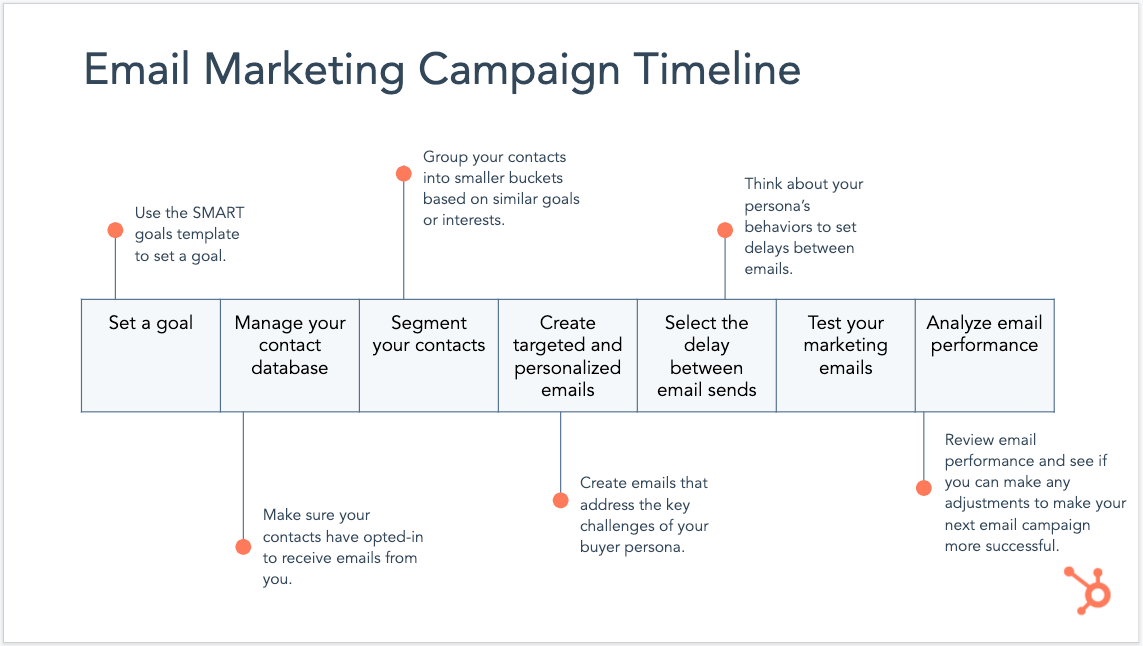 Email Marketing Campaign Timeline
Group your contacts
into smaller buckets
based on similar goals
or interests.
Think about your
persona’s
behaviors to set
delays between
emails.
Use the SMART
goals template
to set a goal.
Set a goal
Manage your
contact
database
Segment
your contacts
Create
targeted and
personalized
emails
Select the
delay
between
email sends
Test your
marketing
emails
Analyze email
performance
Make sure your
contacts have opted-in
to receive emails from
you.
Create emails that
address the key
challenges of your
buyer persona.
Review email
performance and see if
you can make any
adjustments to make your
next email campaign
more successful.